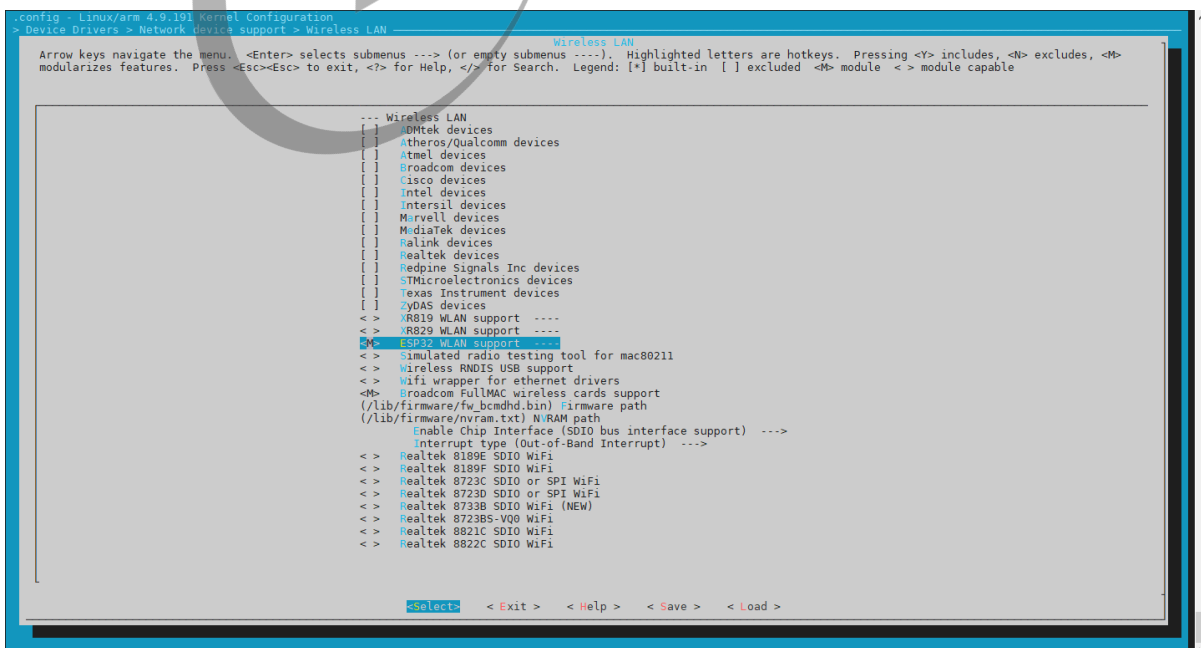 .config - Linux/arm 4.9.191 Kernel Configuration
> Device Drivers > Network device support > Wireless LAN
Wireless LAN
Arrow keys navigate the menu. <Enter> selects submenus ---> (or empty submenus ----). Highlighted letters are hotkeys. Pressing <Y> includes, <N> excludes, <M>
modularizes features. Press <Esc><Esc> to exit, <?> for Help, </> for Search. Legend: [*] built-in [ ] excluded <M> module < > module capable
--- Wireless LAN
[ ] ADMtek devices
[ ] Atheros/Qualcomm devices
[ ] Atmel devices
[ ] Broadcom devices
[ ] Cisco devices
[ ] Intel devices
[ ] Intersil devices
[ ] Marvell devices
[ ] MediaTek devices
[ ] Ralink devices
[ ] Realtek devices
[ ] Redpine Signals Inc devices
[ ] STMicroelectronics devices
[ ] Texas Instrument devices
[ ] ZyDAS devices
< > XR819 WLAN support ----
< > XR829 WLAN support ----
<M> ESP32 WLAN support ----
< > Simulated radio testing tool for mac80211
< > Wireless RNDIS USB support
< > Wifi wrapper for ethernet drivers
<M> Broadcom FullMAC wireless cards support
(/lib/firmware/fw_bcmdhd.bin) Firmware path
(/lib/firmware/nvram.txt) NVRAM path
Enable Chip Interface (SDIO bus interface support) --->
Interrupt type (Out-of-Band Interrupt) --->
< > Realtek 8189E SDIO WiFi
< > Realtek 8189F SDIO WiFi
< > Realtek 8723C SDIO or SPI WiFi
< > Realtek 8723D SDIO or SPI WiFi
< > Realtek 8733B SDIO WiFi (NEW)
< > Realtek 8723BS-VQ0 WiFi
< > Realtek 8821C SDIO WiFi
< > Realtek 8822C SDIO WiFi
<Select> < Exit > < Help > < Save > < Load >